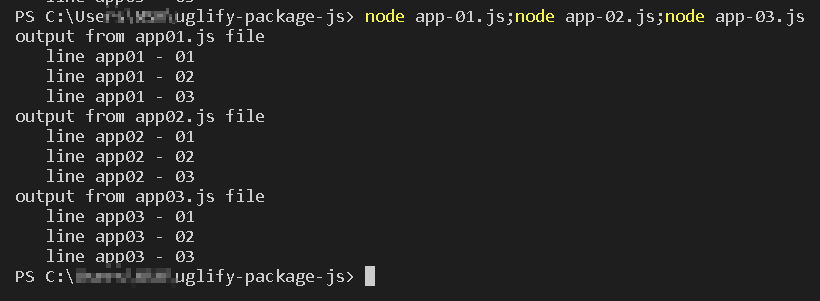 PS C:\Users\uglify-package-js> node app-01.js;node app-02.js;node app-03.js
output from app01.js file
line app01 - 01
line app01 - 02
line app01 - 03
output from app02.js file
line app02 - 01
line app02 - 02
line app02 - 03
output from app03.js file
line app03 - 01
line app03 - 02
line app03 - 03
PS C:\uglify-package-js>